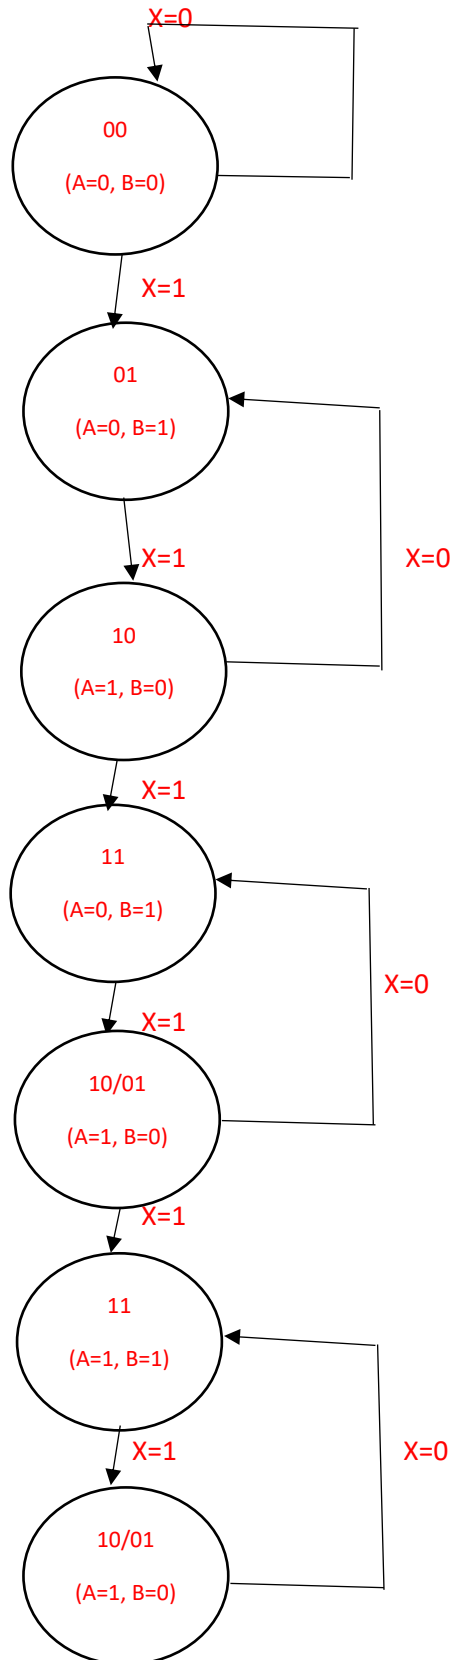 X=0
00
(A=0, B=0)
X=1
01
(A=0, B=1)
X=1
X=0
10
(A=1, B=0)
X=1
11
(A=0, B=1)
X=0
X=1
10/01
(A=1, B=0)
X=1
11
(A=1, B=1)
X=1
X=0
10/01
(A=1, B=0)